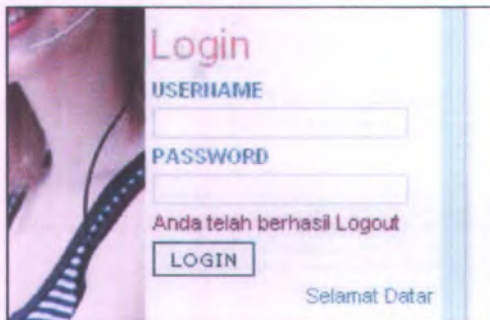 Login
USERNAME
PASSWORD
Anda telah berhasil Logout
LOGIN
Selamat Datar